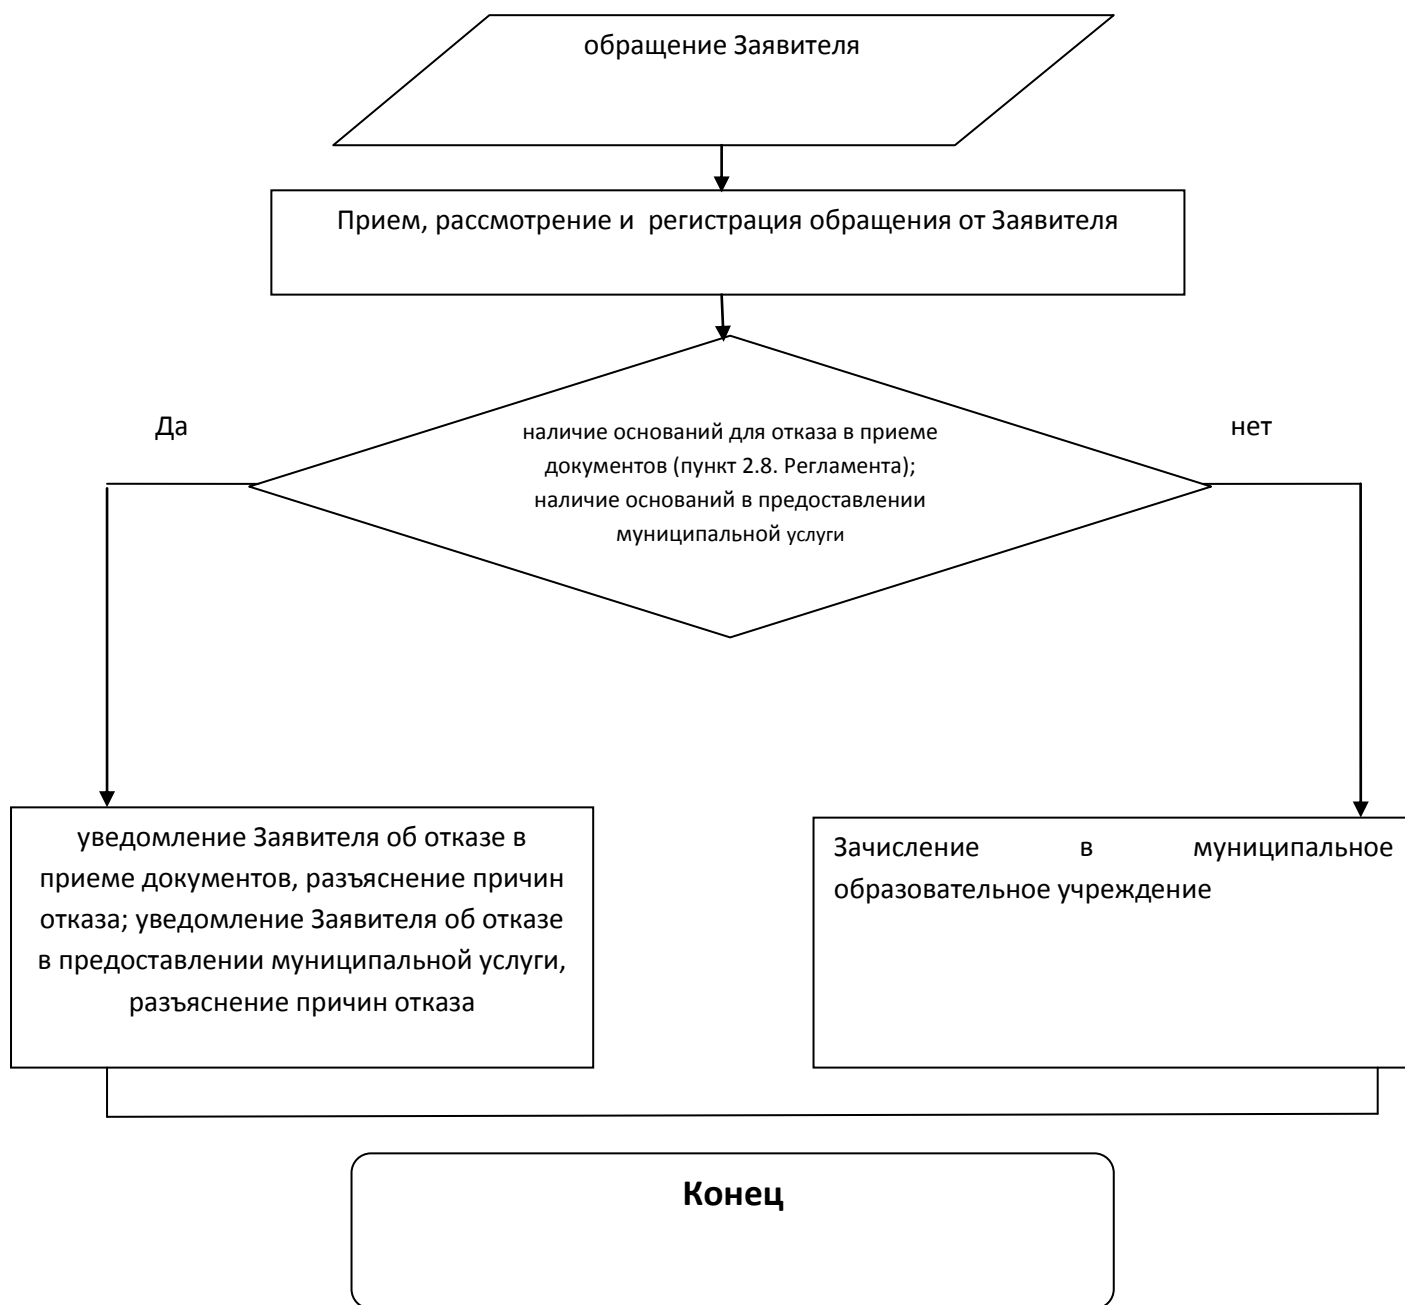 обращение Заявителя
Прием, рассмотрение и  регистрация обращения от Заявителя
Да
нет
наличие оснований для отказа в приеме
документов (пункт 2.8. Регламента);
наличие оснований в предоставлении
муниципальной услуги
уведомление Заявителя об отказе в
приеме документов, разъяснение причин
отказа; уведомление Заявителя об отказе
в предоставлении муниципальной услуги,
разъяснение причин отказа
Зачисление в муниципальное
образовательное учреждение
Конец